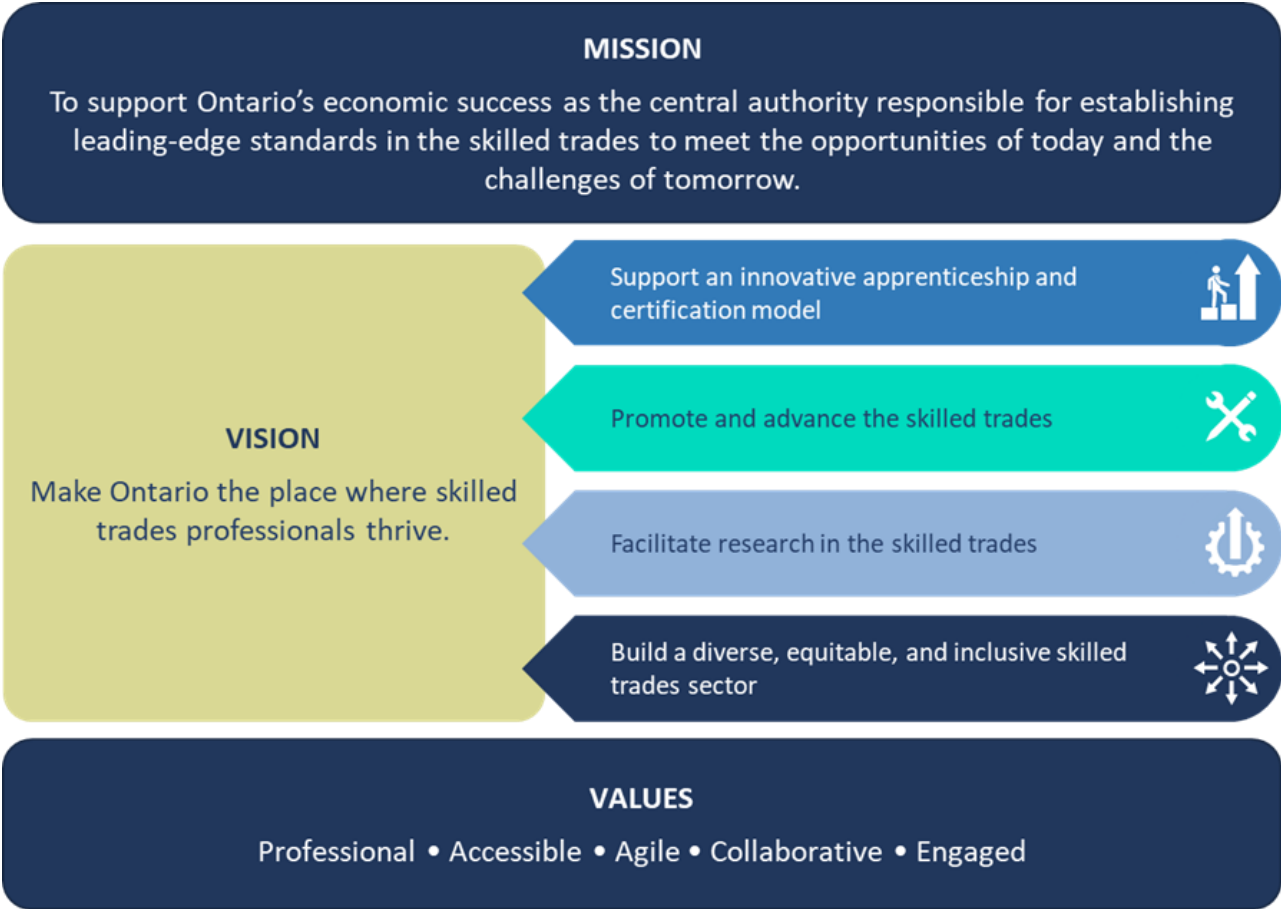 MISSION
To support Ontario’s economic success as the central authority responsible for establishing
leading-edge standards in the skilled trades to meet the opportunities of today and the
challenges of tomorrow.
VISION
Make Ontario the place where skilled
trades professionals thrive.
Support an innovative apprenticeship and
certification model
Promote and advance the skilled trades
Facilitate research in the skilled trades
Build a diverse, equitable, and inclusive skilled
trades sector
VALUES
Professional • Accessible • Agile • Collaborative • Engaged